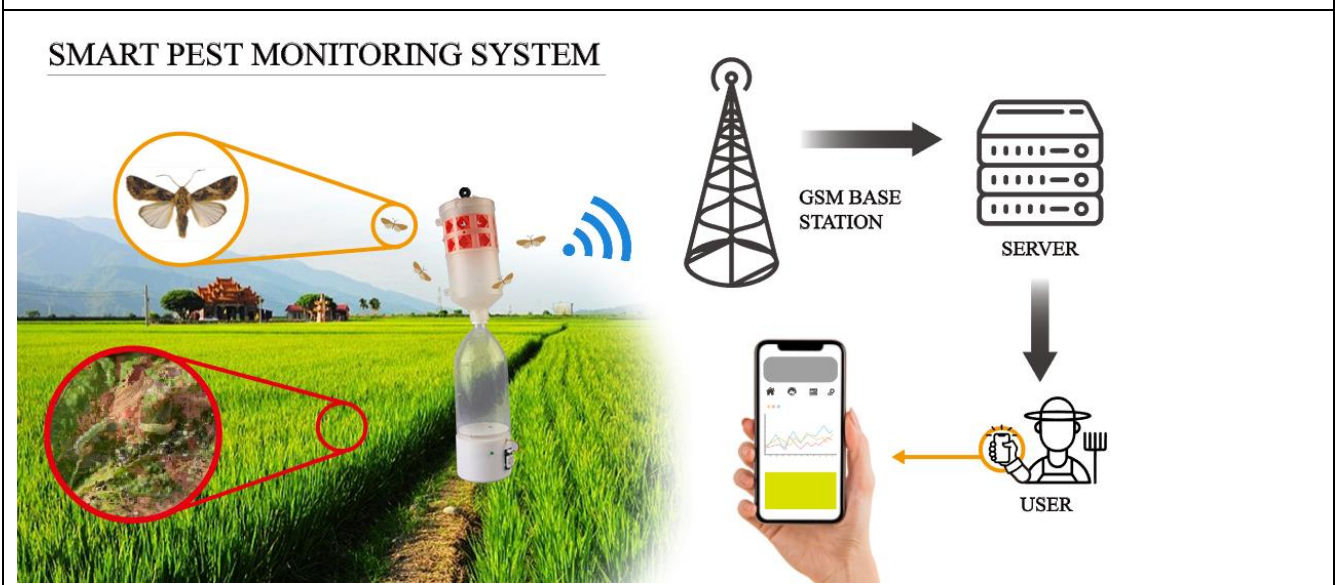 SMART PEST MONITORING SYSTEM
GSM BASE
STATION
SERVER
USER